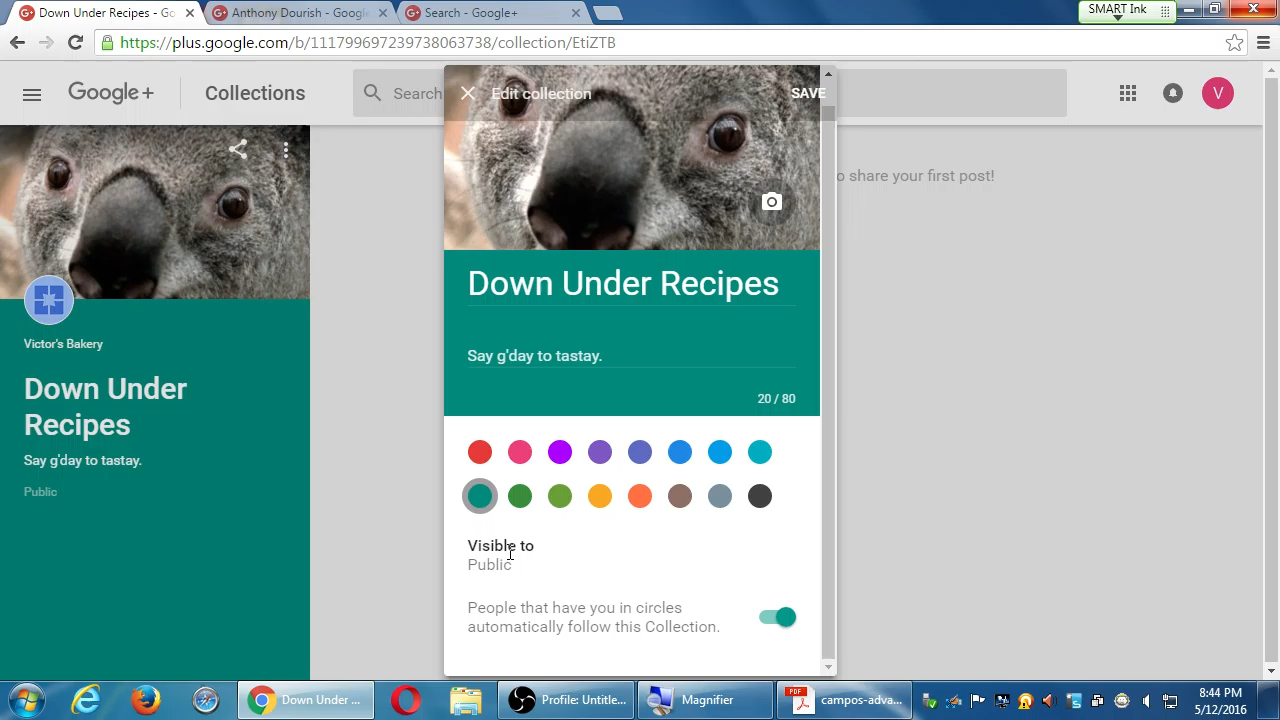 Down Under Recipes - Go
Anthony Dourish - Google
Search - Google+
SMART Ink
https://plus.google.com/b/111799697239738063738/collection/EtiZTB
Google+
Collections
Search
V
Edit collection
SAVE
o share your first post!
Victor's Bakery
Down Under
Recipes
Say g'day to tastay.
Public
Down Under Recipes
Say g'day to tastay.
20 / 80
Visible to
Public
People that have you in circles
automatically follow this Collection.
Down Under ...
Profile: Untitle...
Magnifier
PDF
campos-adva...
8:44 PM
5/12/2016